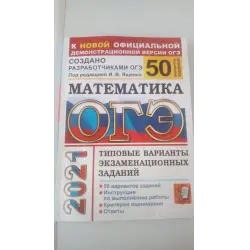 К НОВОЙ ОФИЦИАЛЬНОЙ
ДЕМОНСТРАЦИОННОЙ ВЕРСИИ ОГЭ
СОЗДАНО
РАЗРАБОТЧИКАМИ ОГЭ
Под редакцией И. В. Ященко
50
МАТЕМАТИКА
ОГЭ
2021
ТИПОВЫЕ ВАРИАНТЫ
ЭКЗАМЕНАЦИОННЫХ
ЗАДАНИЙ
50 вариантов заданий
Инструкция
по выполнению работы
Критерии оценивания
Ответы